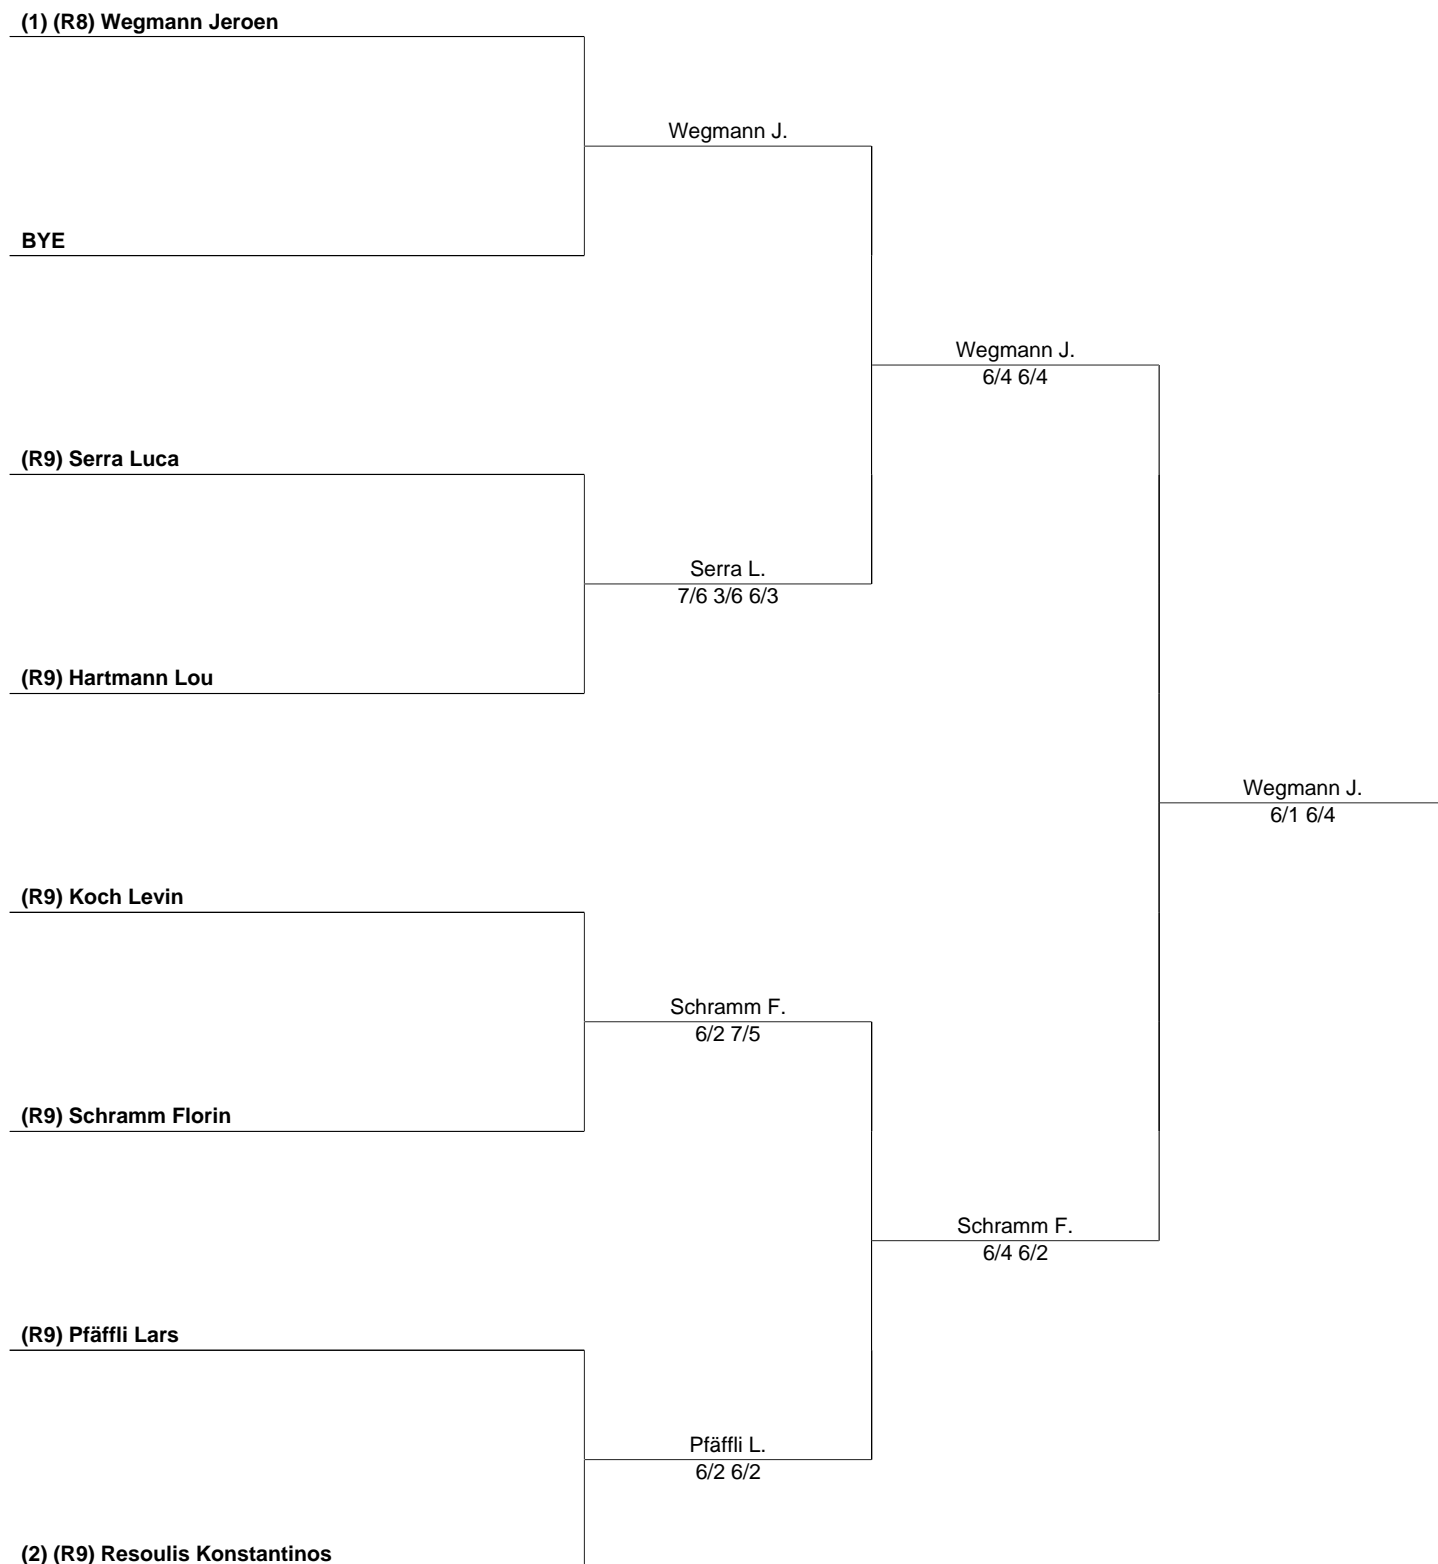 (1) (R8) Wegmann Jeroen
Wegmann J.
BYE
Wegmann J.
6/4 6/4
(R9) Serra Luca
Serra L.
7/6 3/6 6/3
(R9) Hartmann Lou
Wegmann J.
6/1 6/4
(R9) Koch Levin
Schramm F.
6/2 7/5
(R9) Schramm Florin
Schramm F.
6/4 6/2
(R9) Pfäffli Lars
Pfäffli L.
6/2 6/2
(2) (R9) Resoulis Konstantinos